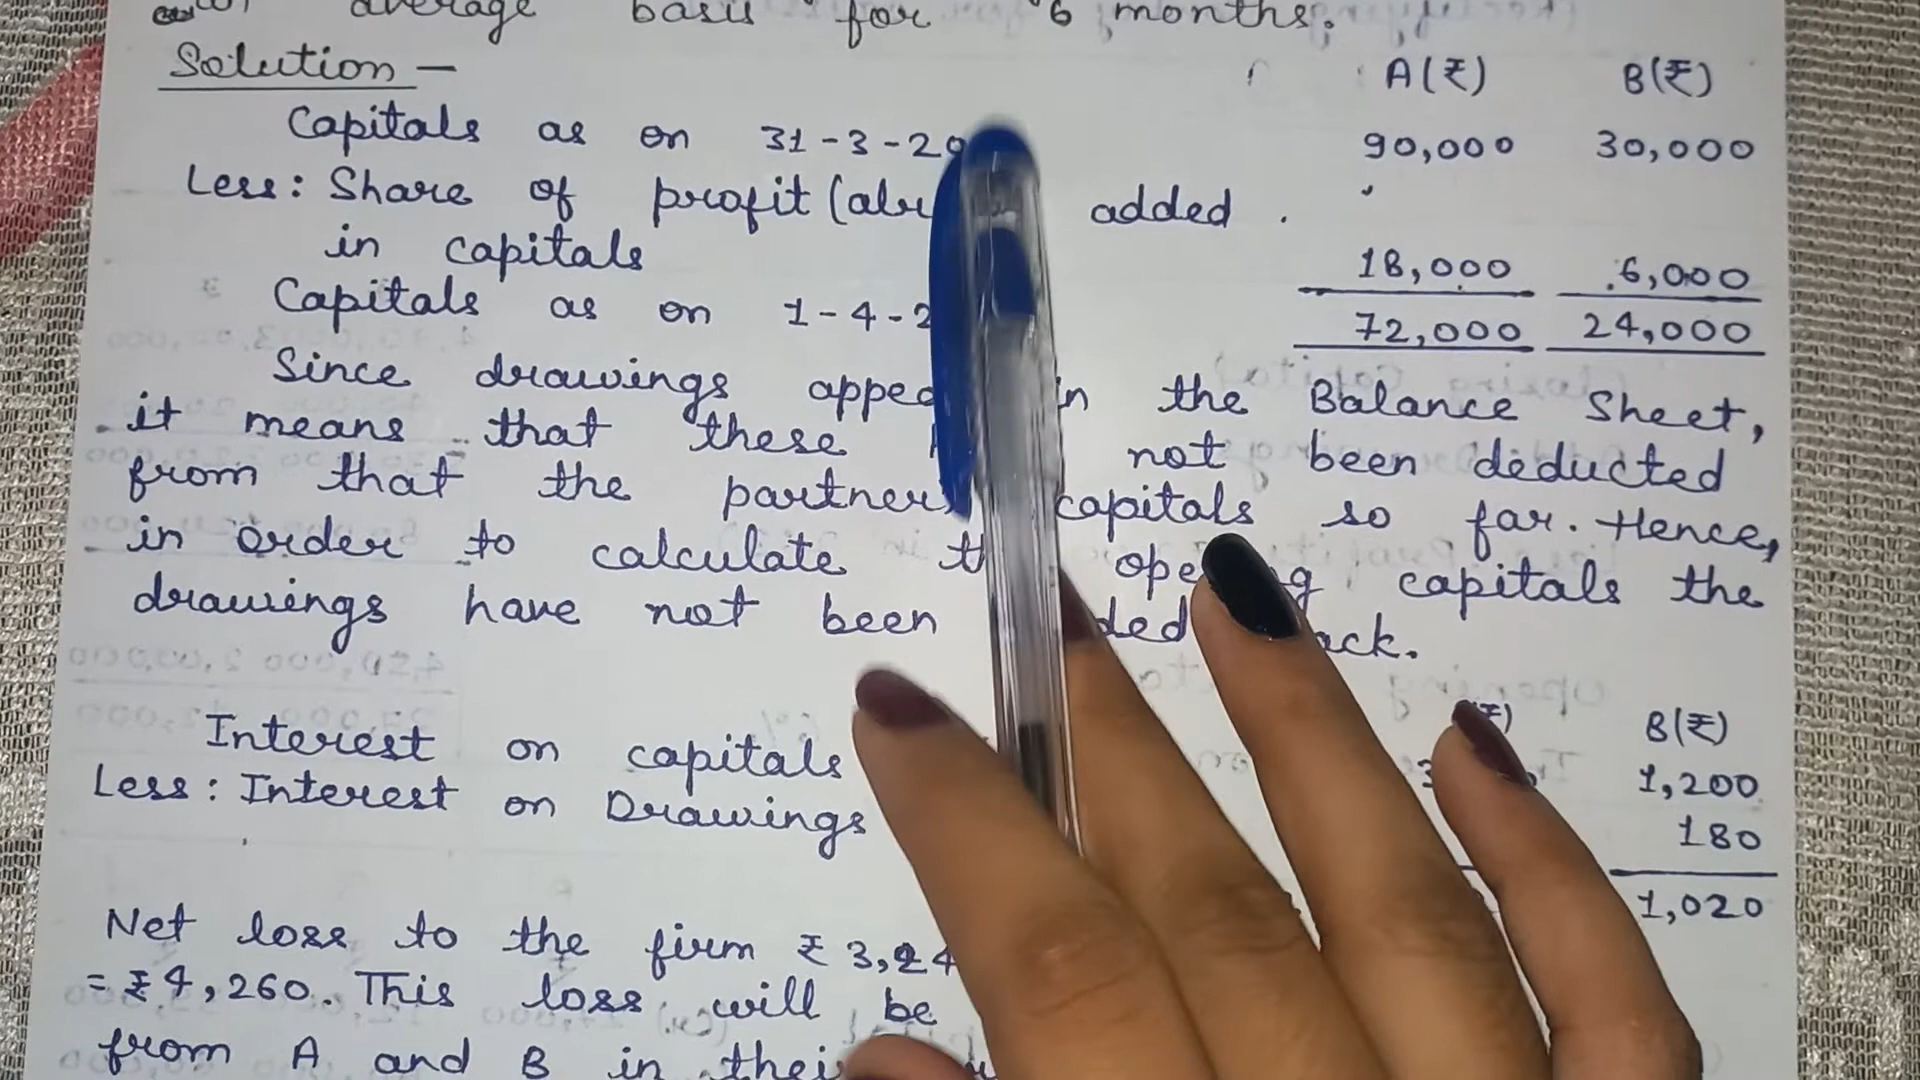 average basis for 6 months.
Solution -
A(₹) B(₹)
Capitals as on 31-3-20 90,000 30,000
Less: Share of profit ( added
in capitals 18,000 6,000
Capitals as on 1-4-2 72,000 24,000
Since drawings in the Balance Sheet,
it means that these not been deducted
from that the partners capitals so far. Hence,
in order to calculate capitals the
drawings have not been
B(₹)
Interest on capitals 1,200
Less: Interest on Drawings 180
1,020
Net loss to the firm ₹ 3,24
= ₹ 4,260. This loss will be
from A and B in their